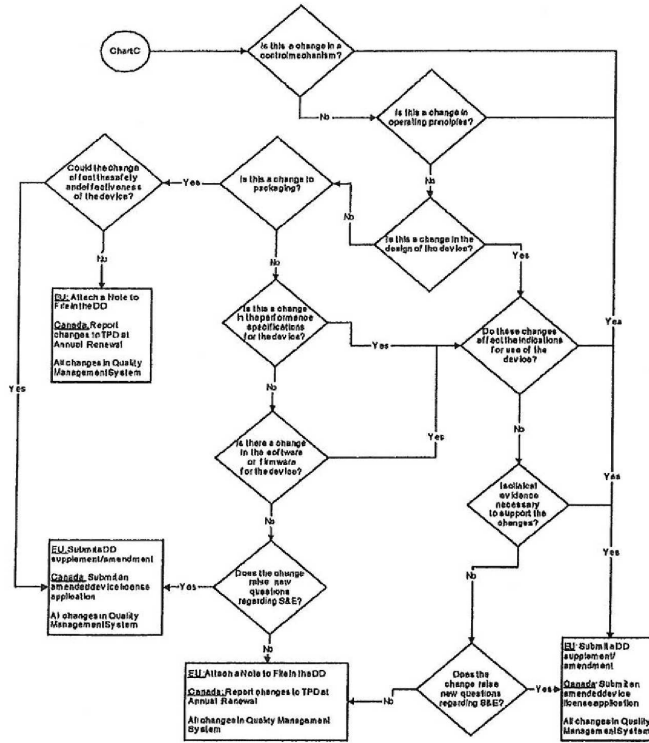 Chart C
Is this a change in a
control mechanism?
No
Is this a change in
operating principles?
No
Could the change
affect the safety
and effectiveness
of the device?
Yes
Is this a change to
packaging?
No
Is this a change in the
design of the device?
Yes
No
EU: Attach a Note to
File in the DD
Canada: Report
changes to TPD at
Annual Renewal
All changes in Quality
Management System
No
Is this a change
in the performance
specifications
for the device?
Yes
Do these changes
affect the indications
for use of the
device?
Yes
Yes
No
Is there a change
in the software
or firmware
for the device?
Yes
No
Is clinical
evidence
necessary
to support the
changes?
Yes
No
EU: Submit a DD
supplement/amendment
Canada: Submit an
amended device license
application
All changes in Quality
Management System
Yes
Does the change
raise new
questions
regarding S&E?
No
No
EU: Attach a Note to File in the DD
Canada: Report changes to TPD at
Annual Renewal
All changes in Quality Management
System
No
Does the
change raise
new questions
regarding S&E?
Yes
EU: Submit a DD
supplement/
amendment
Canada: Submit an
amended device
license application
All changes in Quality
Management
System